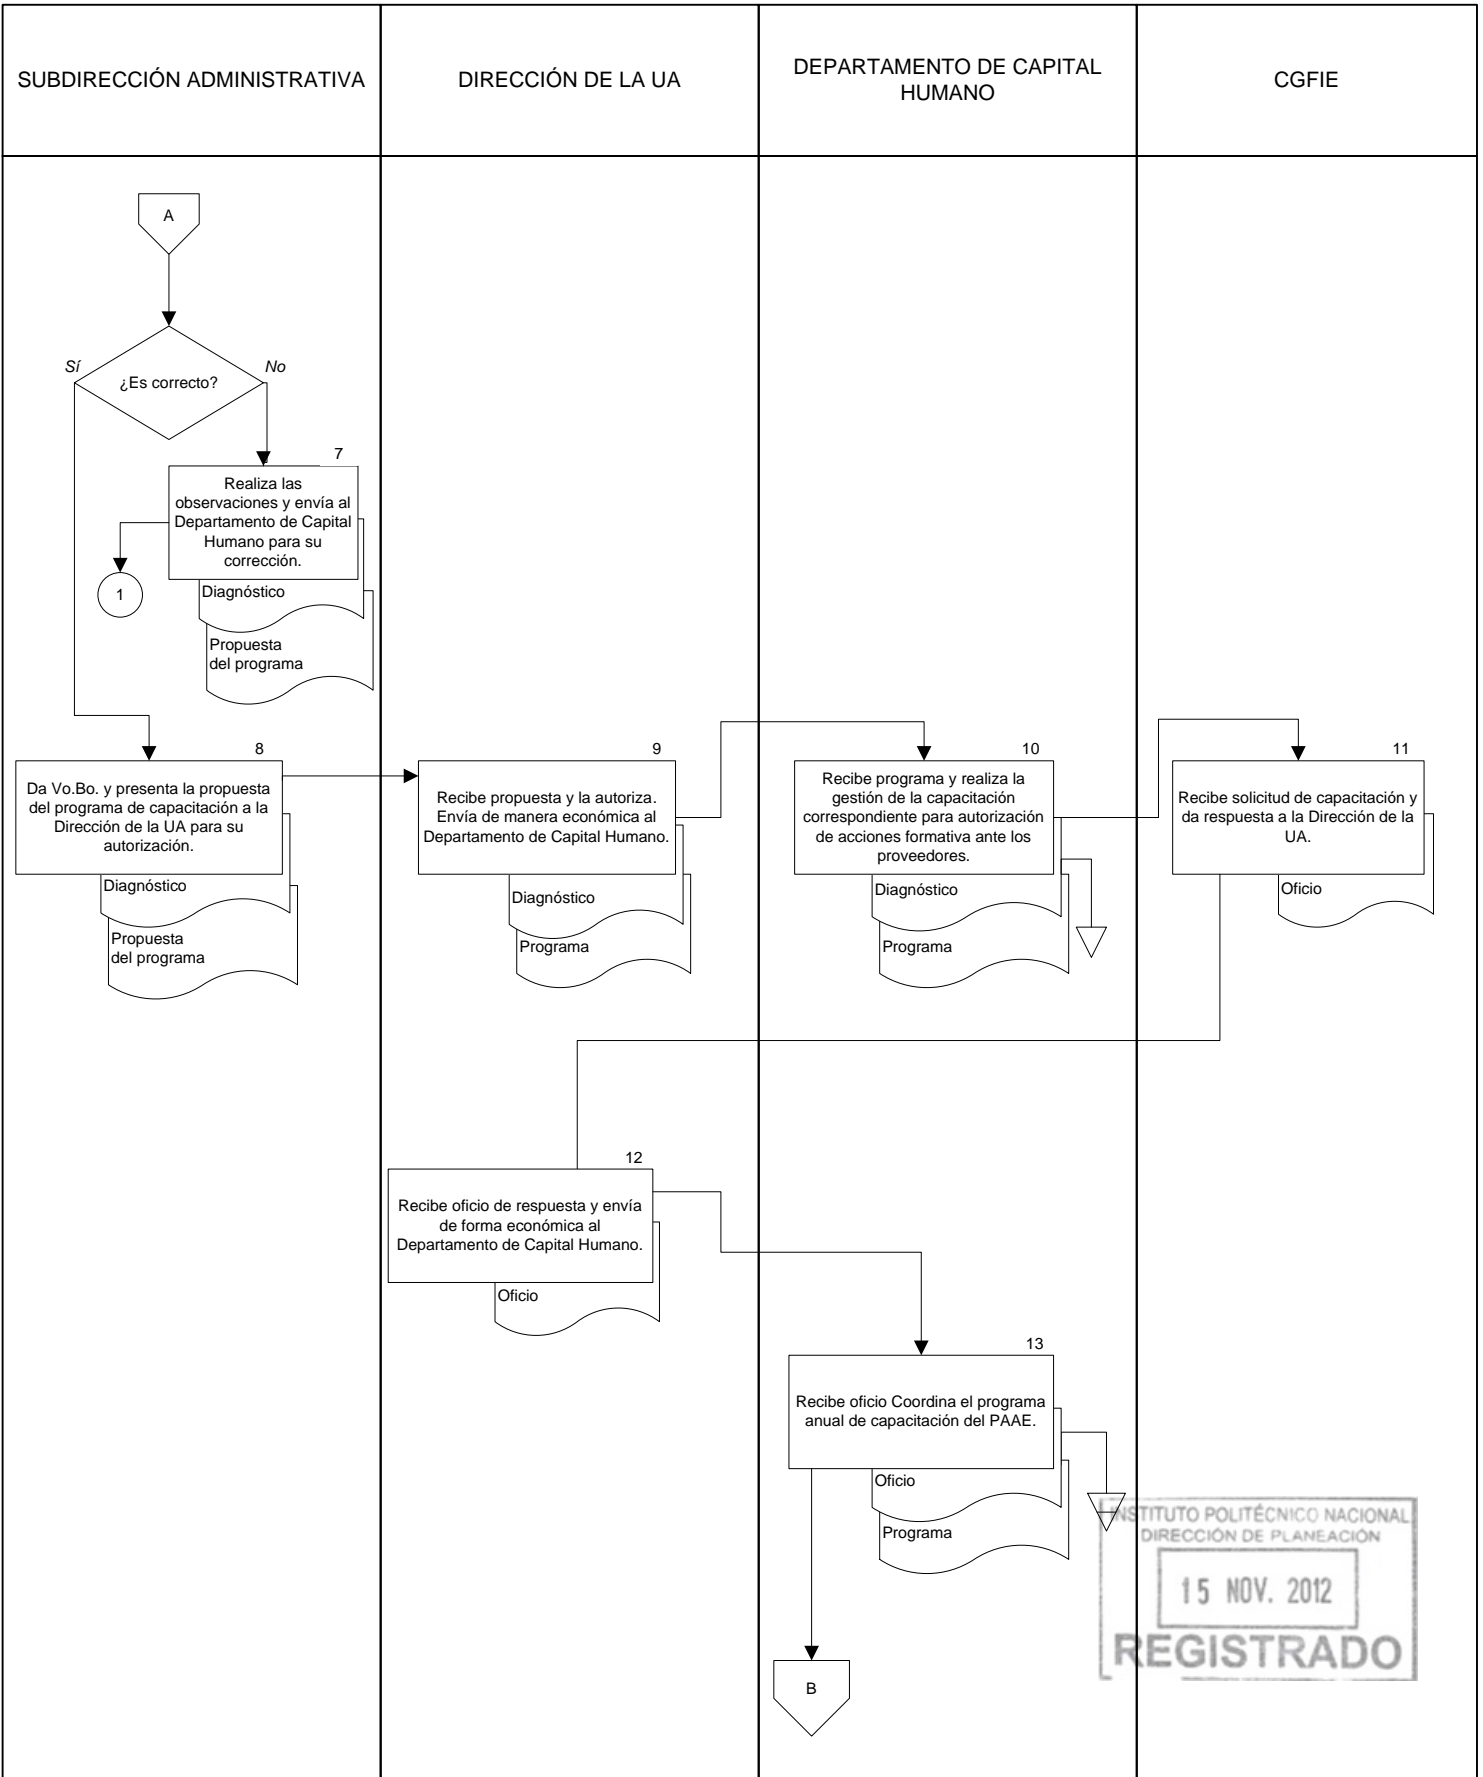 SUBDIRECCIÓN ADMINISTRATIVA
DIRECCIÓN DE LA UA
DEPARTAMENTO DE CAPITAL
HUMANO
CGFIE
A
¿Es correcto?
Sí
No
7
Realiza las
observaciones y envía al
Departamento de Capital
Humano para su
corrección.
1
Diagnóstico
Propuesta
del programa
8
Da Vo.Bo. y presenta la propuesta
del programa de capacitación a la
Dirección de la UA para su
autorización.
Diagnóstico
Propuesta
del programa
9
Recibe propuesta y la autoriza.
Envía de manera económica al
Departamento de Capital Humano.
Diagnóstico
Programa
10
Recibe programa y realiza la
gestión de la capacitación
correspondiente para autorización
de acciones formativa ante los
proveedores.
Diagnóstico
Programa
11
Recibe solicitud de capacitación y
da respuesta a la Dirección de la
UA.
Oficio
12
Recibe oficio de respuesta y envía
de forma económica al
Departamento de Capital Humano.
Oficio
13
Recibe oficio Coordina el programa
anual de capacitación del PAAE.
Oficio
Programa
B
INSTITUTO POLITÉCNICO NACIONAL
DIRECCIÓN DE PLANEACIÓN
15 NOV. 2012
REGISTRADO